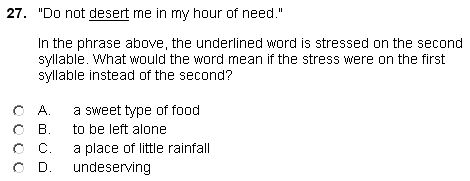 27. "Do not desert me in my hour of need."
In the phrase above, the underlined word is stressed on the second
syllable. What would the word mean if the stress were on the first
syllable instead of the second?
A. a sweet type of food
B. to be left alone
C. a place of little rainfall
D. undeserving